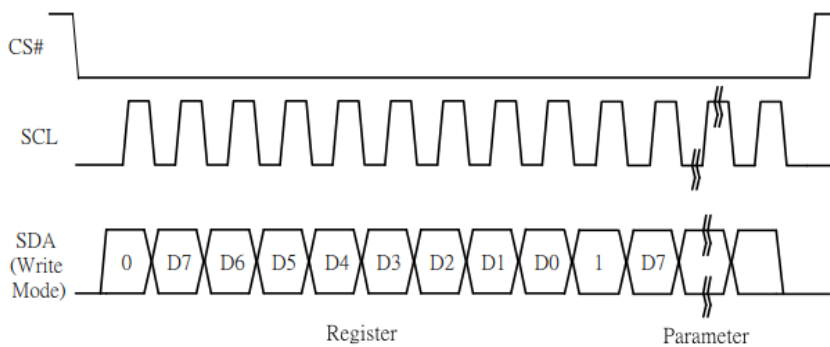 CS#
SCL
SDA
(Write
Mode)
0 D7 D6 D5 D4 D3 D2 D1 D0 1 D7
Register Parameter